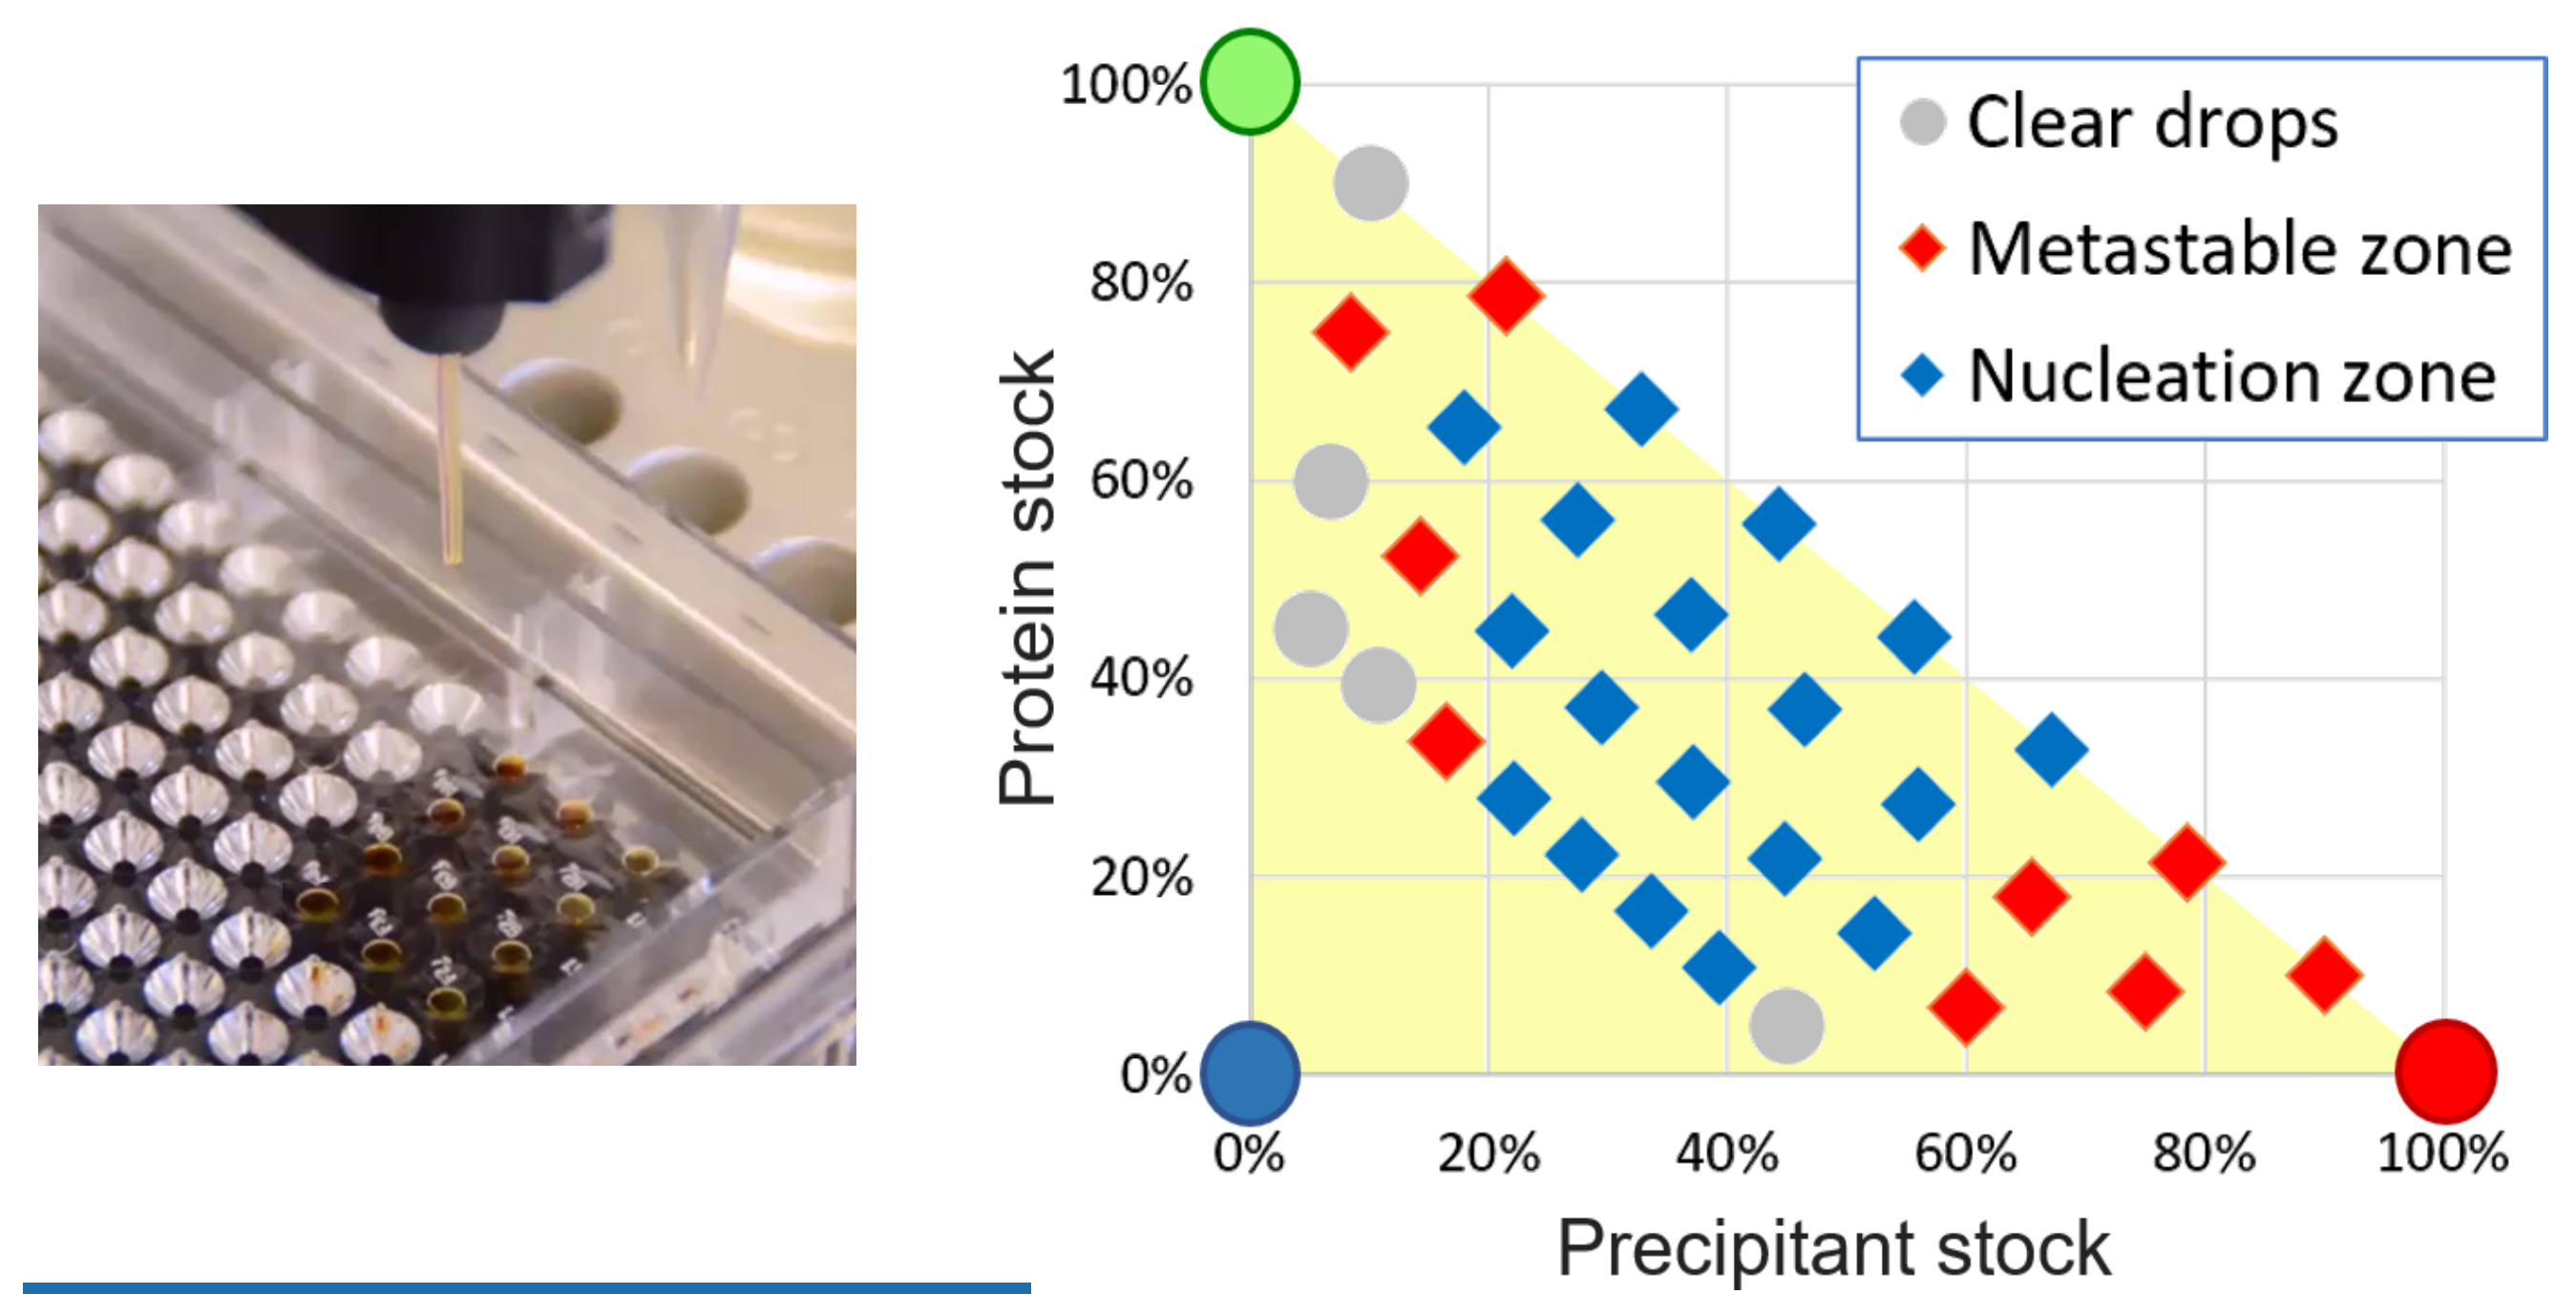 100%
80%
60%
40%
20%
0%
Protein stock
0%
20%
40%
60%
80%
100%
Precipitant stock
Clear drops
Metastable zone
Nucleation zone